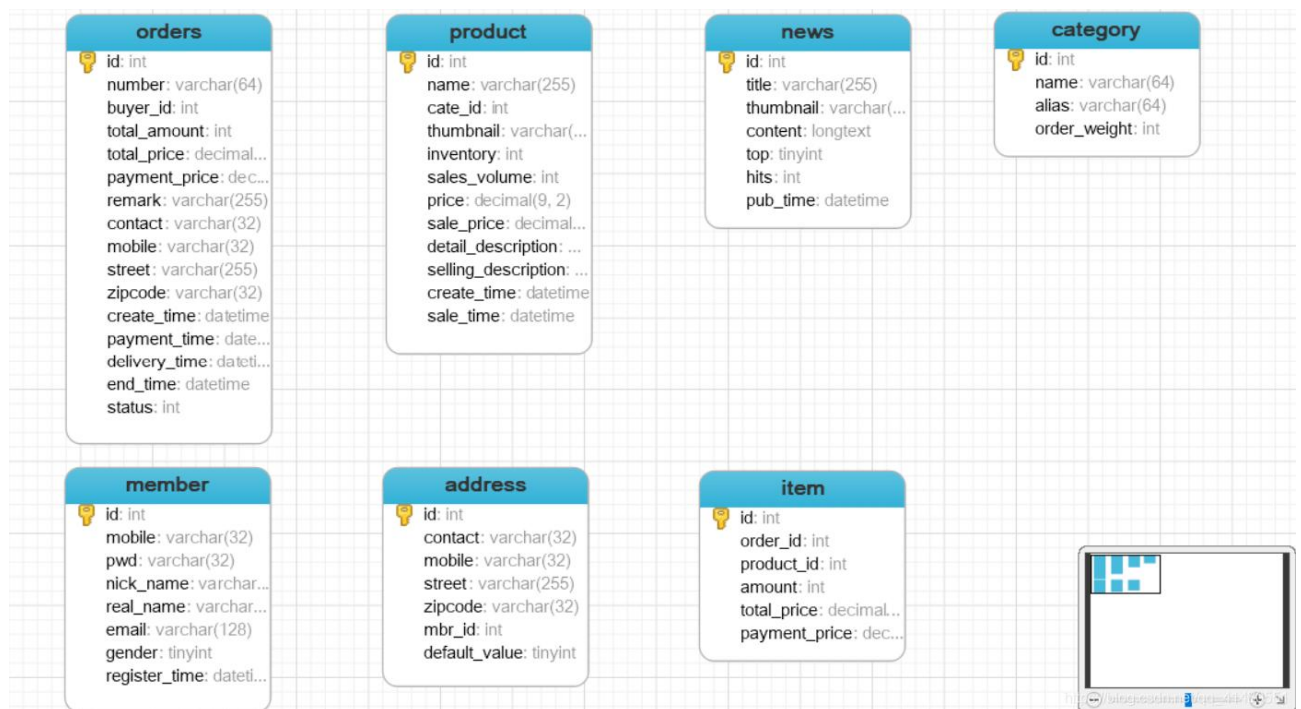 orders
id: int
number: varchar(64)
buyer_id: int
total_amount: int
total_price: decimal...
payment_price: dec...
remark: varchar(255)
contact: varchar(32)
mobile: varchar(32)
street: varchar(255)
zipcode: varchar(32)
create_time: datetime
payment_time: date...
delivery_time: dateti...
end_time: datetime
status: int
product
id: int
name: varchar(255)
cate_id: int
thumbnail: varchar(...
inventory: int
sales_volume: int
price: decimal(9, 2)
sale_price: decimal...
detail_description: ...
selling_description: ...
create_time: datetime
sale_time: datetime
news
id: int
title: varchar(255)
thumbnail: varchar(...
content: longtext
top: tinyint
hits: int
pub_time: datetime
category
id: int
name: varchar(64)
alias: varchar(64)
order_weight: int
member
id: int
mobile: varchar(32)
pwd: varchar(32)
nick_name: varchar...
real_name: varchar...
email: varchar(128)
gender: tinyint
register_time: dateti...
address
id: int
contact: varchar(32)
mobile: varchar(32)
street: varchar(255)
zipcode: varchar(32)
mbr_id: int
default_value: tinyint
item
id: int
order_id: int
product_id: int
amount: int
total_price: decimal...
payment_price: dec...